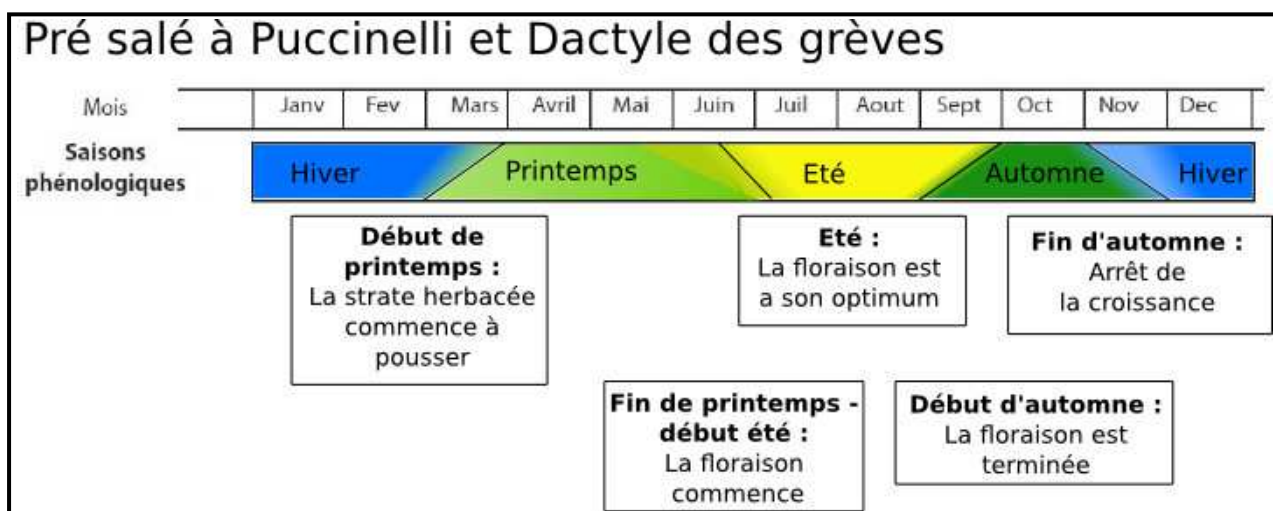 Pré salé à Puccinelli et Dactyle des grèves
Mois Janv Fev Mars Avril Mai Juin Juil Aout Sept Oct Nov Dec
Saisons
phénologiques
Hiver Printemps Eté Automne Hiver
Début de
printemps :
La strate herbacée
commence à
pousser
Eté :
La floraison est
a son optimum
Fin d'automne :
Arrêt de
la croissance
Fin de printemps -
début été :
La floraison
commence
Début d'automne :
La floraison est
terminée